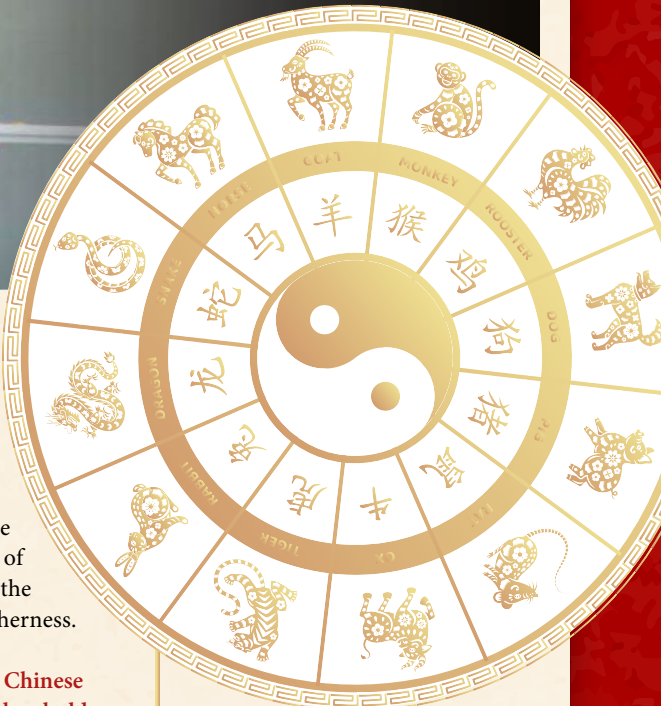 GOAT
MONKEY
ROOSTER
DOG
PIG
RAT
OX
TIGER
RABBIT
DRAGON
SNAKE
HORSE
羊
猴
鸡
狗
猪
鼠
牛
虎
兔
龙
蛇
马
of
the
herness.
Chinese